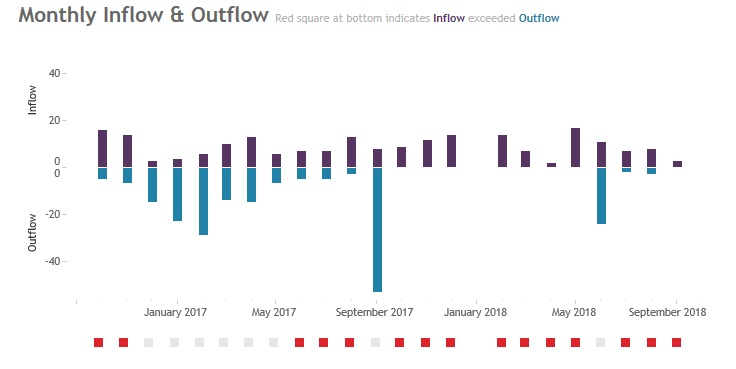 Monthly Inflow & Outflow Red square at bottom indicates Inflow exceeded Outflow
Inflow
40
20
0
0
Outflow
-20
-40
January 2017 May 2017 September 2017 January 2018 May 2018 September 2018